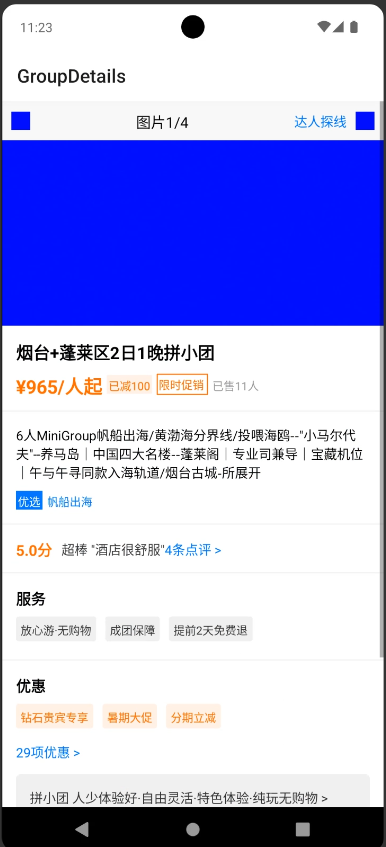 11:23
GroupDetails
图片1/4
达人探线
烟台+蓬莱区2日1晚拼小团
¥965/人起 已减100 限时促销 已售11人
6人MiniGroup帆船出海/黄渤海分界线/投喂海鸥--"小马尔代
夫"--养马岛｜中国四大名楼--蓬莱阁｜专业司兼导｜宝藏机位
｜午与午寻同款入海轨道/烟台古城-所展开
优选 帆船出海
5.0分 超棒 "酒店很舒服"4条点评 >
服务
放心游·无购物 成团保障 提前2天免费退
优惠
钻石贵宾专享 暑期大促 分期立减
29项优惠 >
拼小团 人少体验好·自由灵活·特色体验·纯玩无购物 >